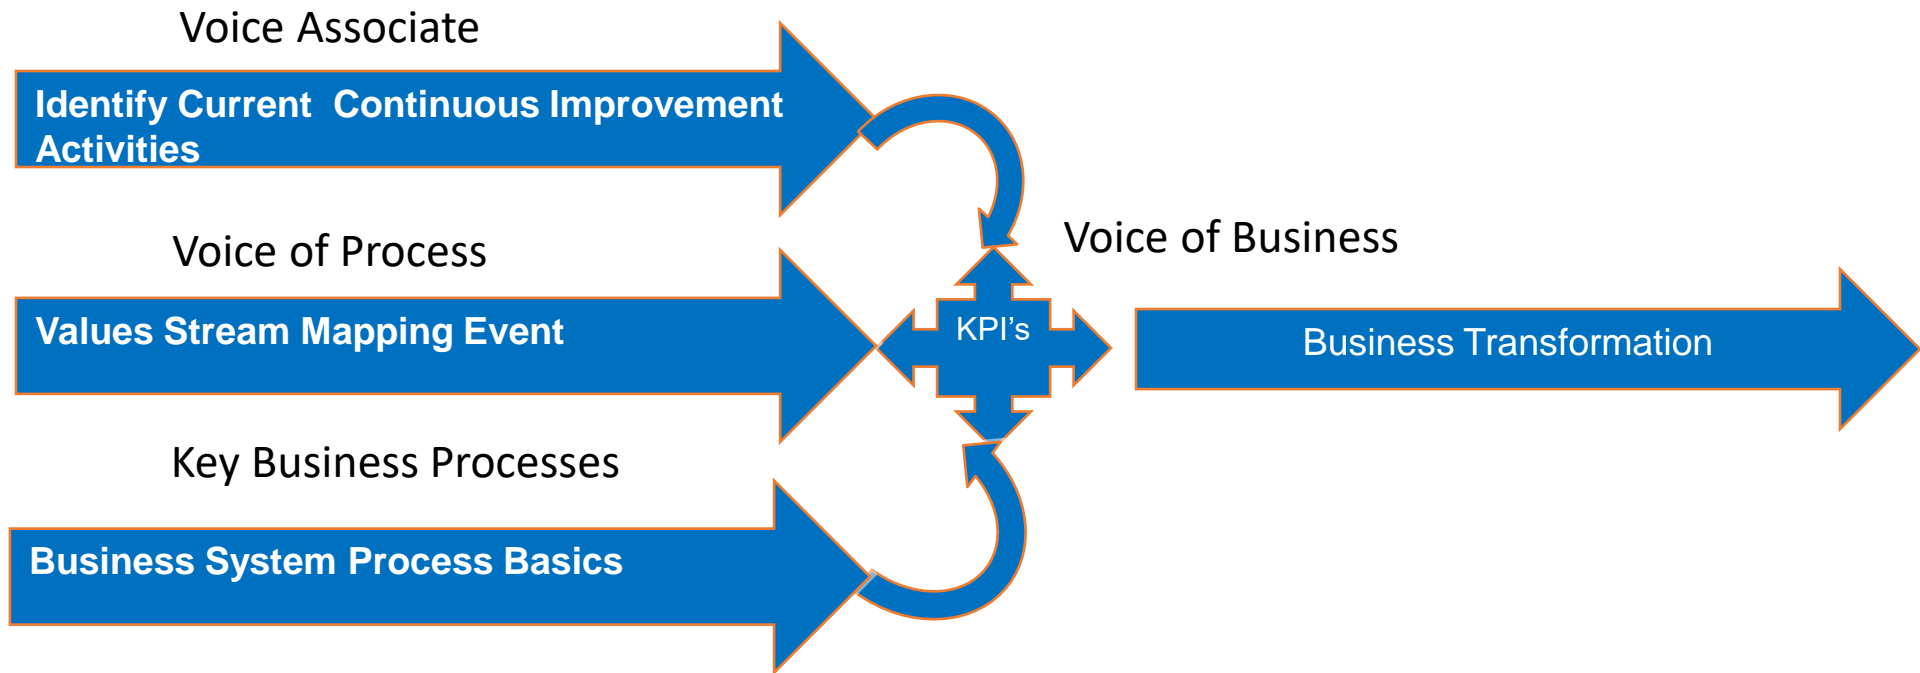 Voice Associate
Identify Current  Continuous Improvement
Activities
Voice of Process
Values Stream Mapping Event
Key Business Processes
Business System Process Basics
KPI’s
Voice of Business
Business Transformation